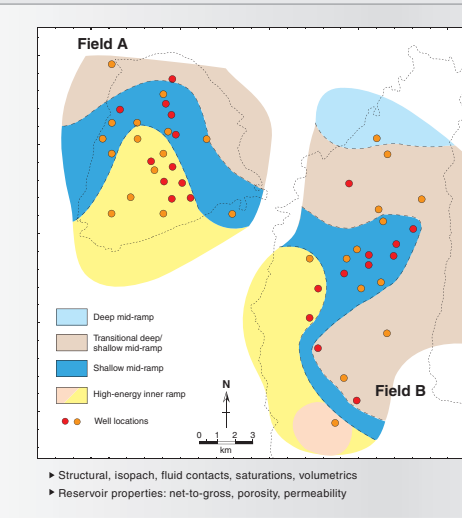 Field A
Deep mid-ramp
Transitional deep/
shallow mid-ramp
Shallow mid-ramp
High-energy inner ramp
Well locations
N
0 1 2 3
km
Field B
▸ Structural, isopach, fluid contacts, saturations, volumetrics
▸ Reservoir properties: net-to-gross, porosity, permeability